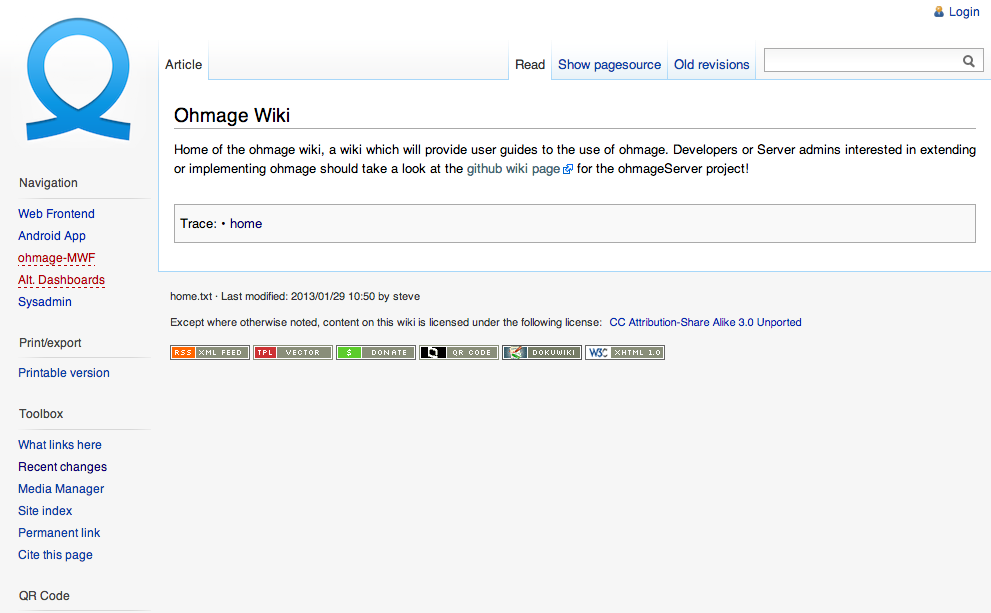 Login
Article
Read
Show pagesource
Old revisions
Ohmage Wiki
Home of the ohmage wiki, a wiki which will provide user guides to the use of ohmage. Developers or Server admins interested in extending
or implementing ohmage should take a look at the github wiki page for the ohmageServer project!
Trace: • home
Navigation
Web Frontend
Android App
ohmage-MWF
Alt. Dashboards
Sysadmin
Print/export
Printable version
Toolbox
What links here
Recent changes
Media Manager
Site index
Permanent link
Cite this page
QR Code
home.txt · Last modified: 2013/01/29 10:50 by steve
Except where otherwise noted, content on this wiki is licensed under the following license: CC Attribution-Share Alike 3.0 Unported
RSS XML FEED
TPL VECTOR
$ DONATE
QR CODE
DOKUWIKI
W3C XHTML 1.0